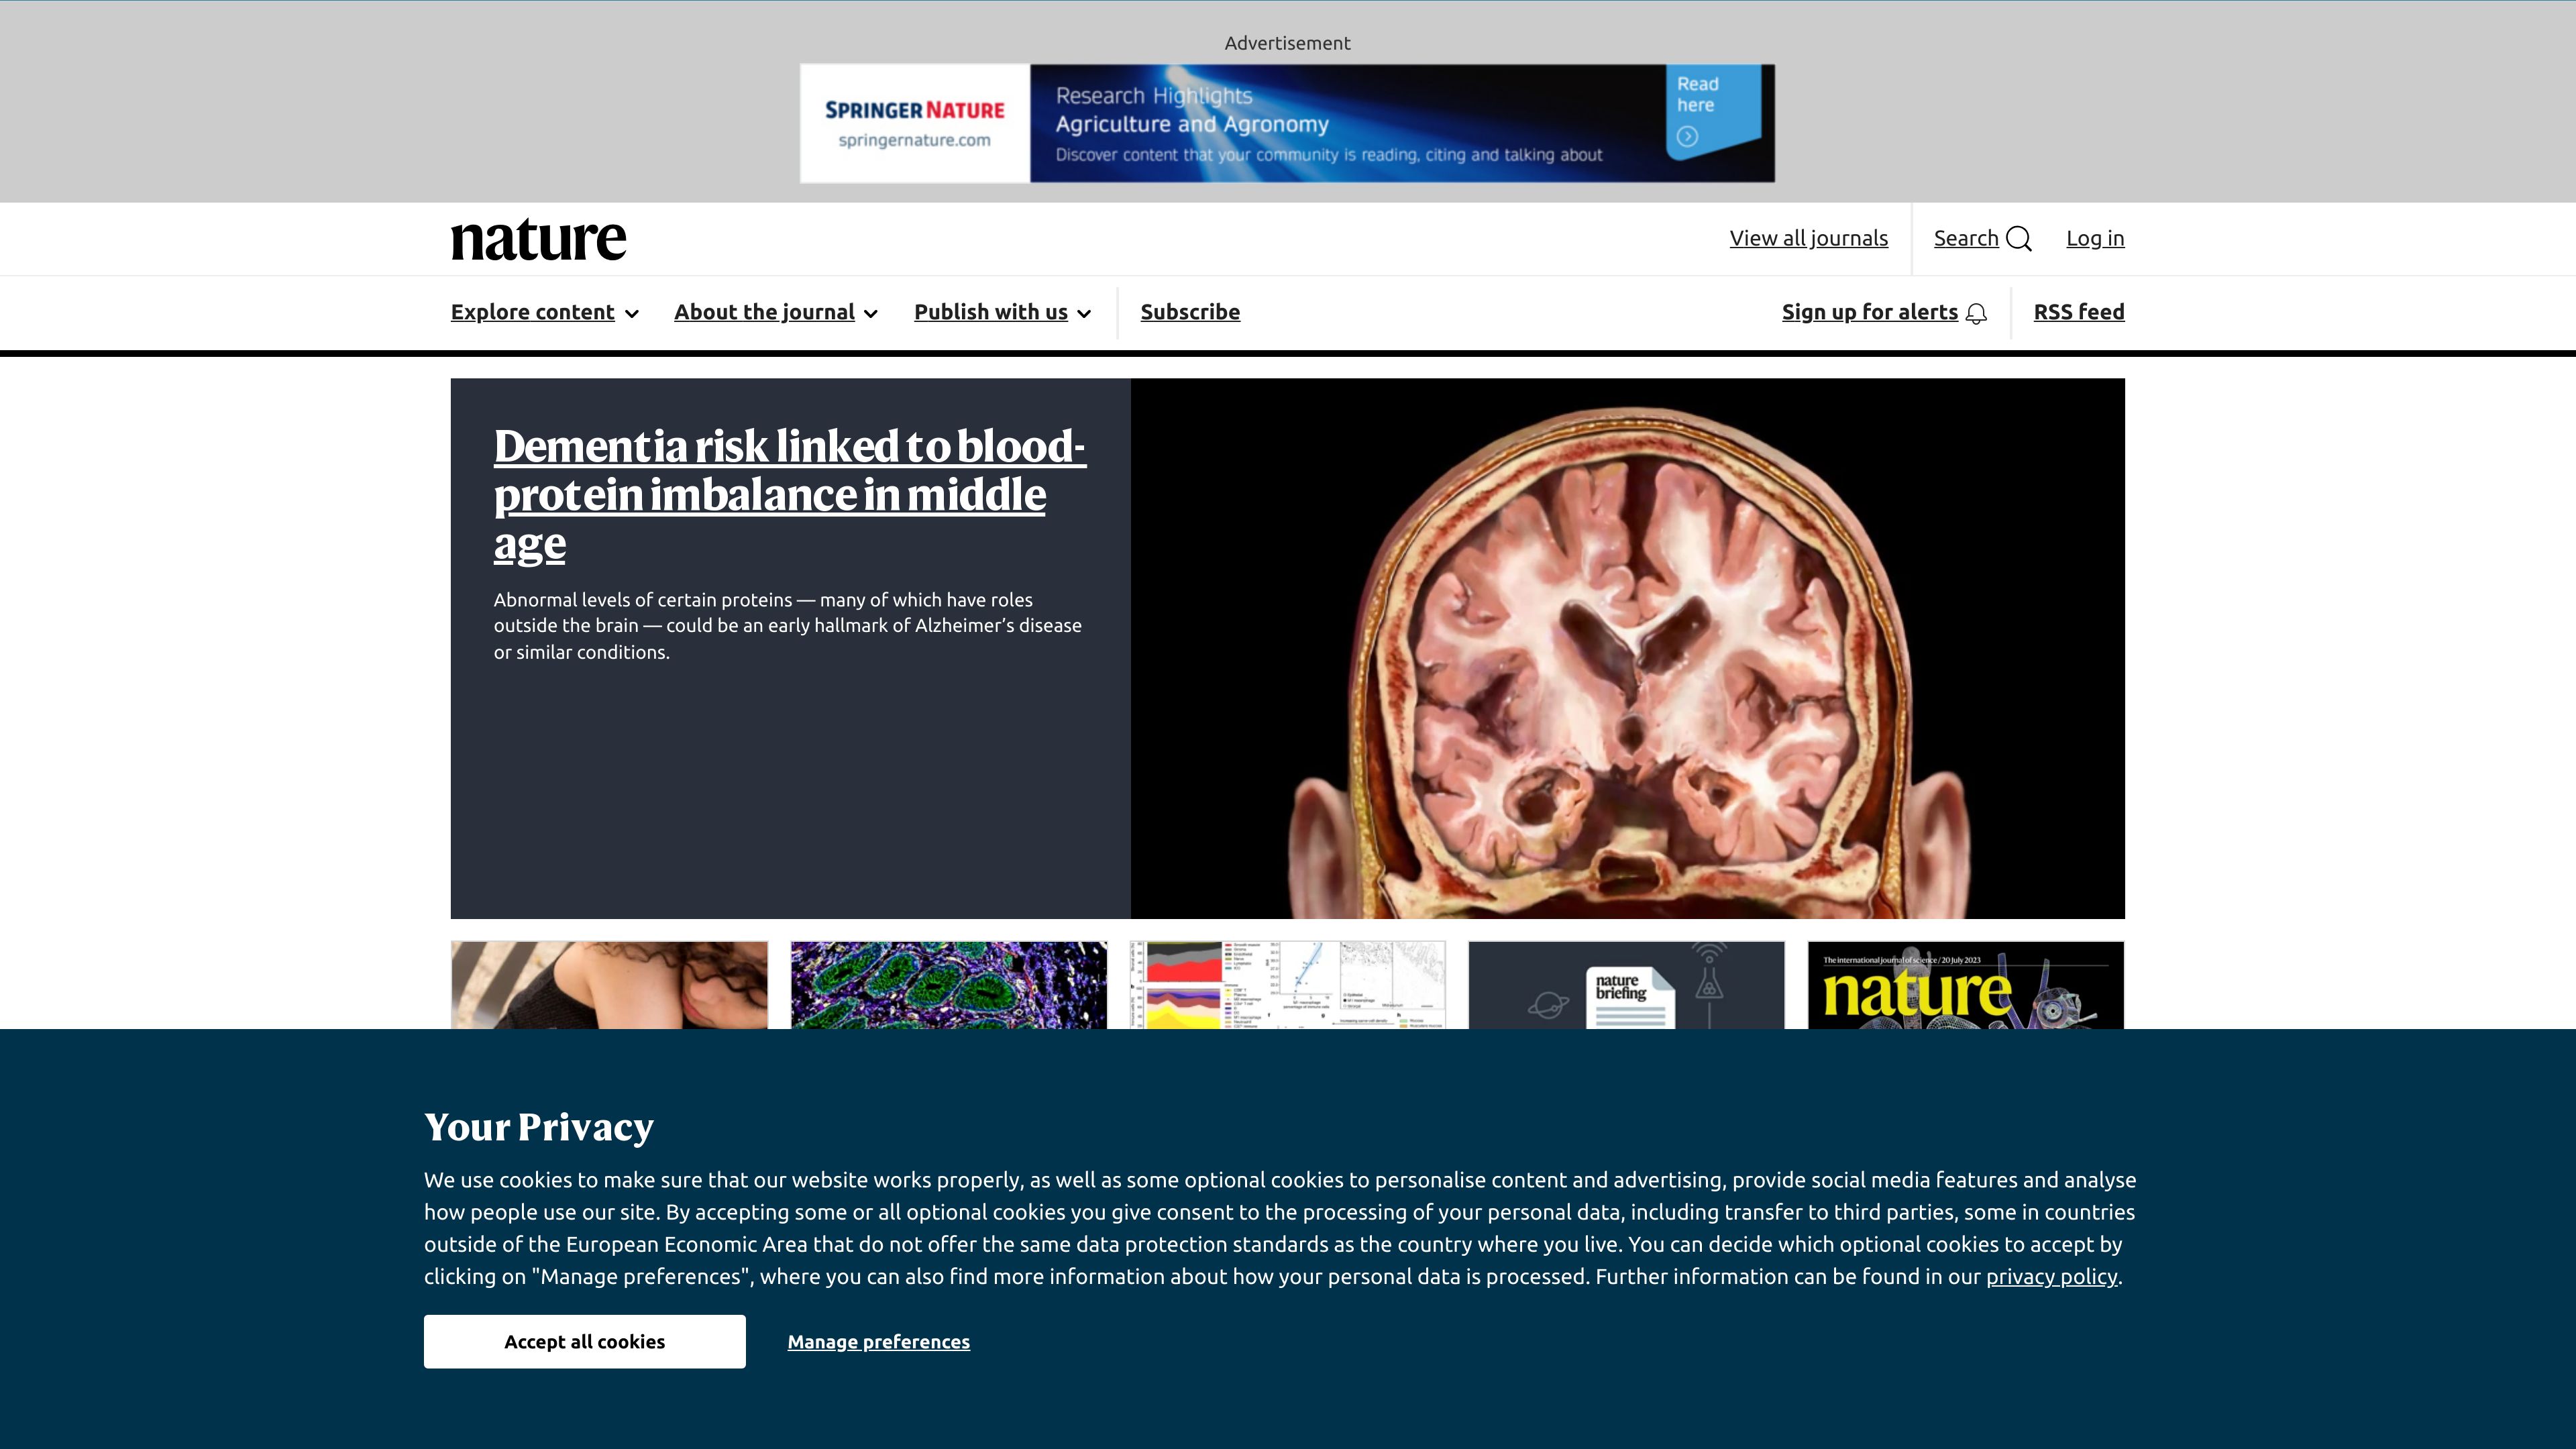 Advertisement
SPRINGER NATURE
springernature.com
Research Highlights
Agriculture and Agronomy
Discover content that your community is reading, citing and talking about
Read
here
nature
View all journals
Search
Log in
Explore content
About the journal
Publish with us
Subscribe
Sign up for alerts
RSS feed
Dementia risk linked to blood-
protein imbalance in middle
age
Abnormal levels of certain proteins — many of which have roles
outside the brain — could be an early hallmark of Alzheimer’s disease
or similar conditions.
nature
briefing
The international journal of science / 20 July 2023
nature
Your Privacy
We use cookies to make sure that our website works properly, as well as some optional cookies to personalise content and advertising, provide social media features and analyse
how people use our site. By accepting some or all optional cookies you give consent to the processing of your personal data, including transfer to third parties, some in countries
outside of the European Economic Area that do not offer the same data protection standards as the country where you live. You can decide which optional cookies to accept by
clicking on "Manage preferences", where you can also find more information about how your personal data is processed. Further information can be found in our privacy policy.
Accept all cookies
Manage preferences